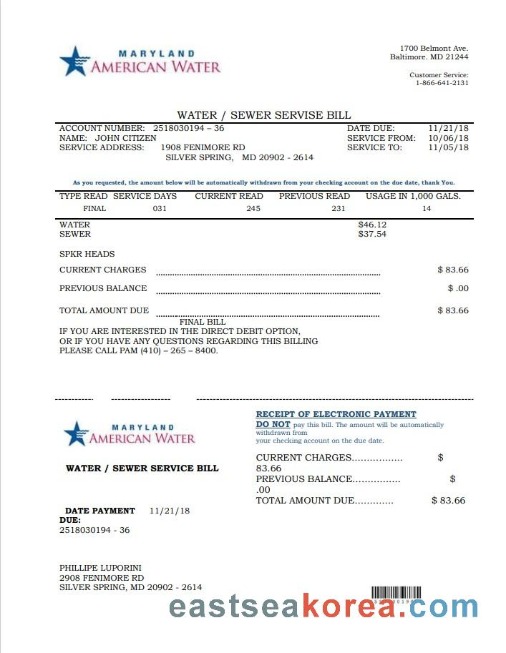 MARYLAND
AMERICAN WATER
1700 Belmont Ave.
Baltimore. MD 21244
Customer Service:
1-866-641-2131
WATER / SEWER SERVISE BILL
ACCOUNT NUMBER: 2518030194 – 36 DATE DUE: 11/21/18
NAME: JOHN CITIZEN SERVICE FROM: 10/06/18
SERVICE ADDRESS: 1908 FENIMORE RD SERVICE TO: 11/05/18
SILVER SPRING, MD 20902 - 2614
As you requested, the amount below will be automatically withdrawn from your checking account on the due date, thank You.
TYPE READ SERVICE DAYS CURRENT READ PREVIOUS READ USAGE IN 1,000 GALS.
FINAL 031 245 231 14
WATER $46.12
SEWER $37.54
SPKR HEADS
CURRENT CHARGES $ 83.66
PREVIOUS BALANCE $ .00
TOTAL AMOUNT DUE $ 83.66
FINAL BILL
IF YOU ARE INTERESTED IN THE DIRECT DEBIT OPTION,
OR IF YOU HAVE ANY QUESTIONS REGARDING THIS BILLING
PLEASE CALL PAM (410) – 265 – 8400.
MARYLAND
AMERICAN WATER
WATER / SEWER SERVICE BILL
DATE PAYMENT 11/21/18
DUE:
2518030194 - 36
RECEIPT OF ELECTRONIC PAYMENT
DO NOT pay this bill. The amount will be automatically
withdrawn from
your checking account on the due date.
CURRENT CHARGES................ $
83.66
PREVIOUS BALANCE............... $
.00
TOTAL AMOUNT DUE............. $ 83.66
PHILLIPE LUPORINI
2908 FENIMORE RD
SILVER SPRING, MD 20902 - 2614
eastseakorea.com